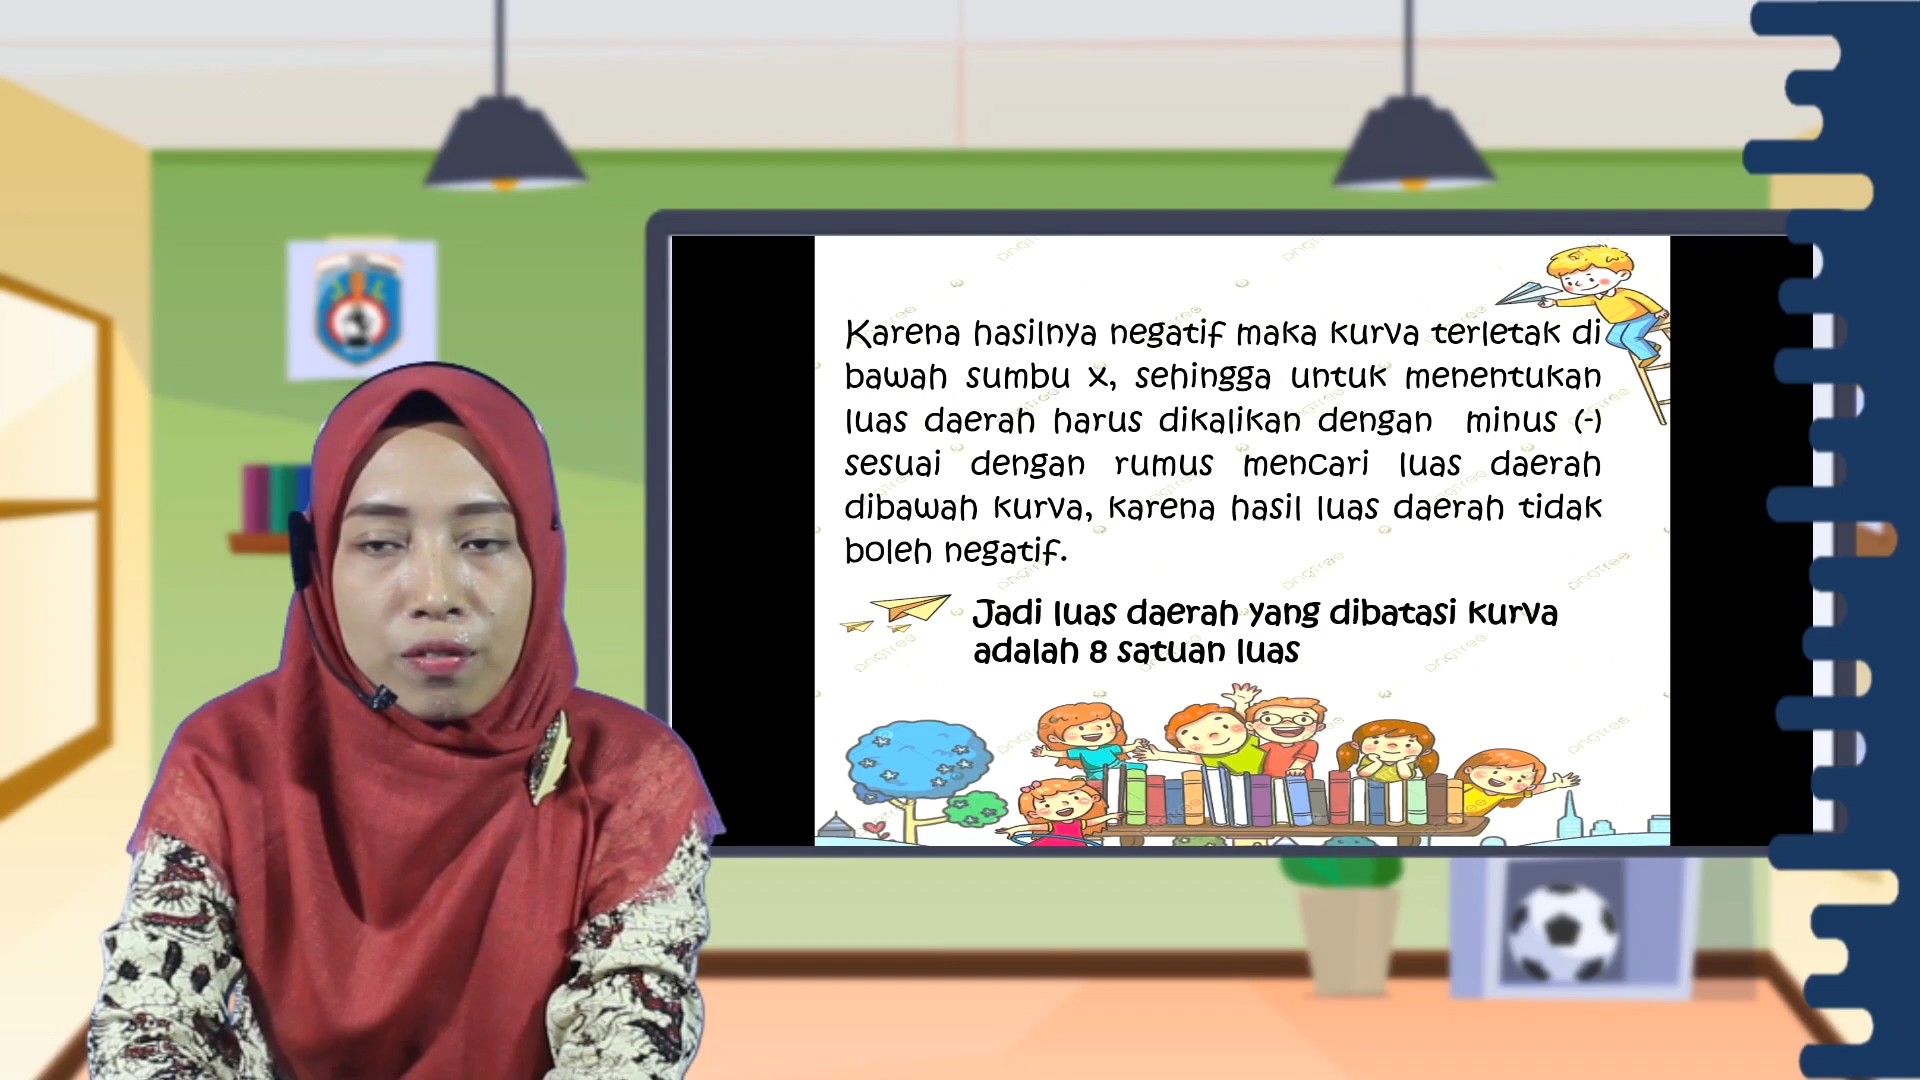 Karena hasilnya negatif maka kurva terletak di
bawah sumbu x, sehingga untuk menentukan
luas daerah harus dikalikan dengan minus (-)
sesuai dengan rumus mencari luas daerah
dibawah kurva, karena hasil luas daerah tidak
boleh negatif.
Jadi luas daerah yang dibatasi kurva
adalah 8 satuan luas